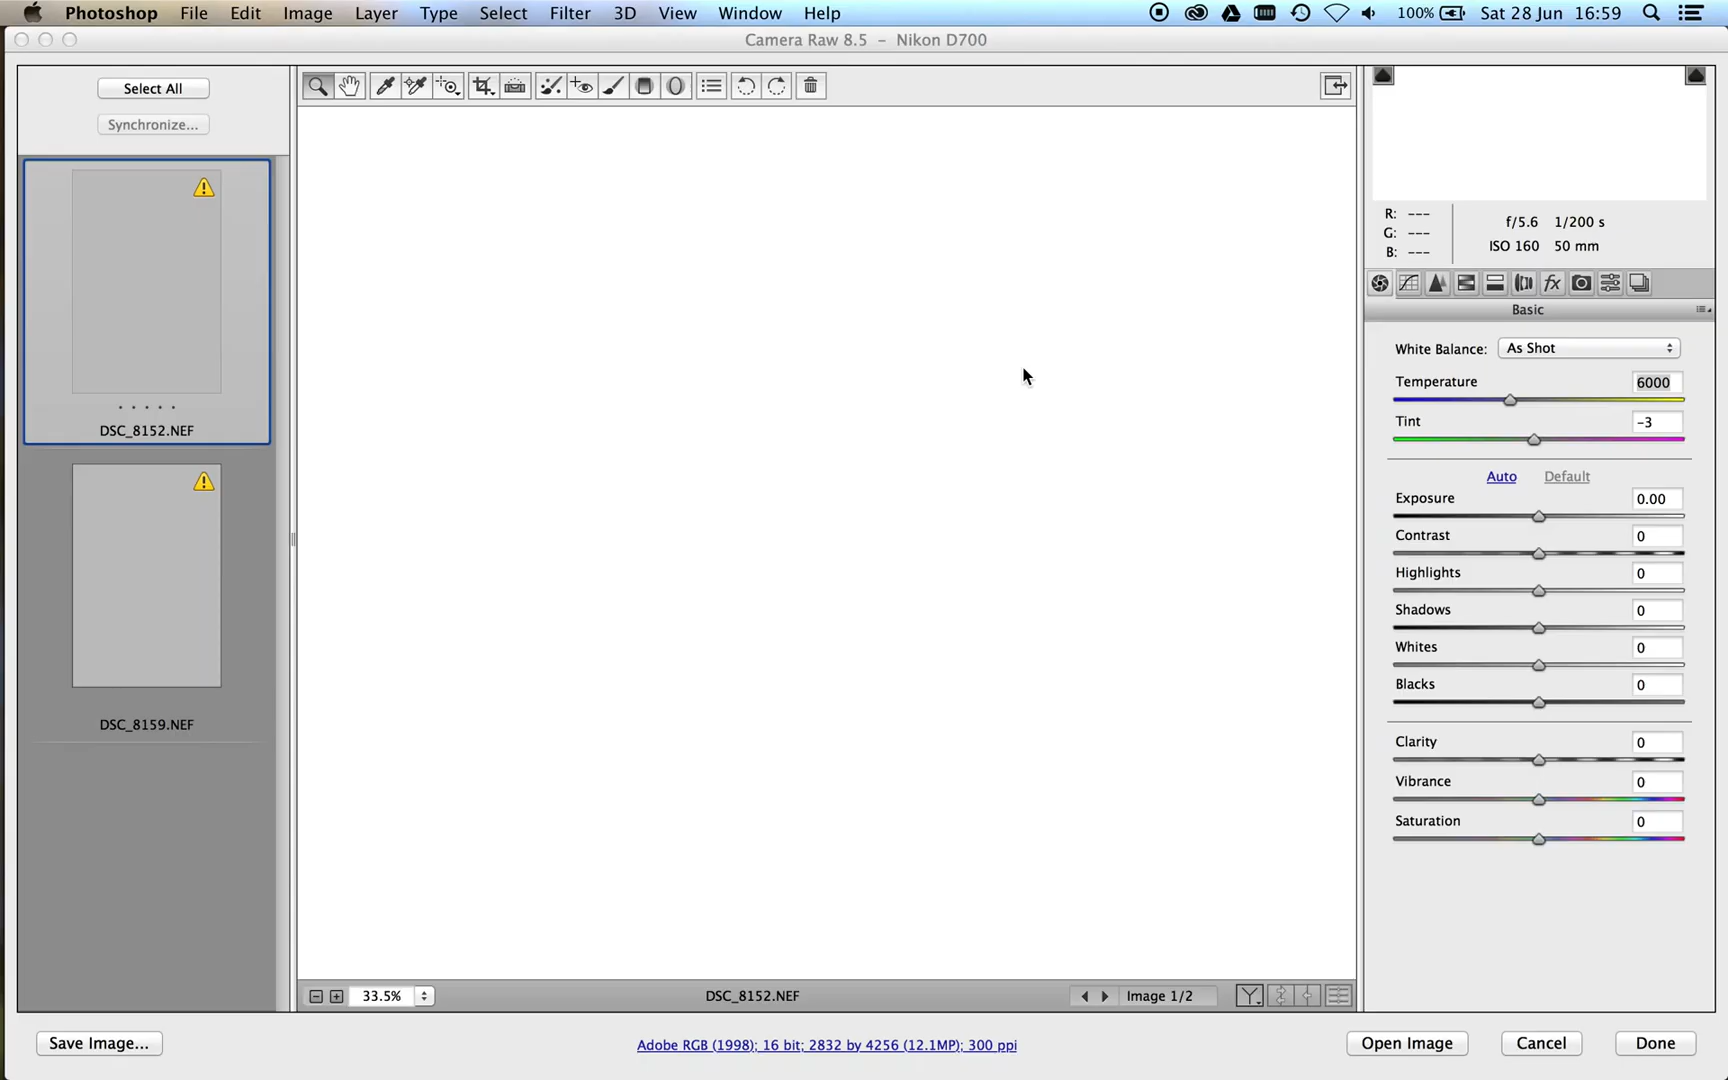 Photoshop File Edit Image Layer Type Select Filter 3D View Window Help 100% Sat 28 Jun 16:59
Camera Raw 8.5 – Nikon D700
Select All
Synchronize...
DSC_8152.NEF
DSC_8159.NEF
R: ---
G: ---
B: ---
f/5.6 1/200 s
ISO 160 50 mm
fx
Basic
White Balance: As Shot
Temperature 6000
Tint -3
Auto Default
Exposure 0.00
Contrast 0
Highlights 0
Shadows 0
Whites 0
Blacks 0
Clarity 0
Vibrance 0
Saturation 0
33.5% DSC_8152.NEF Image 1/2 Y
Save Image... Adobe RGB (1998); 16 bit; 2832 by 4256 (12.1MP); 300 ppi Open Image Cancel Done